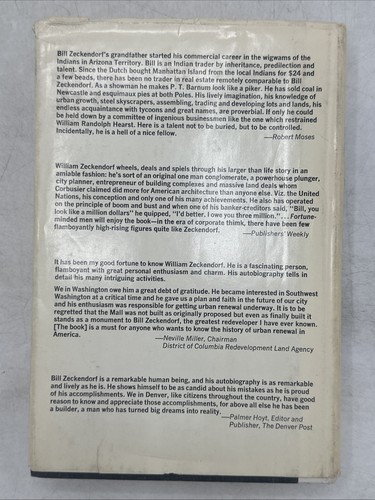 Bill Zeckendorf's grandfather started his commercial career in the wigwams of the
Indians in Arizona Territory. Bill is an Indian trader by inheritance, predilection and
talent. Since the Dutch bought Manhattan Island from the local Indians for $24 and
a few beads, there has been no trader in real estate remotely comparable to Bill
Zeckendorf. As a showman he makes P. T. Barnum look like a piker. He has sold coal in
Newcastle and esquimaux pies at both Poles. His lively imagination, his knowledge of
urban growth, steel skyscrapers, assembling, trading and developing lots and lands, his
endless acquaintance with tycoons and great names, are proverbial. If only he could
be held down by a committee of ingenious businessmen like the one which restrained
William Randolph Hearst. Here is a talent not to be buried, but to be controlled.
Incidentally, he is a hell of a nice fellow.
—Robert Moses
William Zeckendorf wheels, deals and spiels through his larger than life story in an
amiable fashion: he's sort of an original one man conglomerate, a powerhouse plunger,
city planner, entrepreneur of building complexes and massive land deals whom
Corbusier claimed did more for American architecture than anyone else. Viz. the United
Nations, his conception and only one of his many achievements. He also has operated
on the principle of boom and bust and when one of his banker-creditors said, "Bill, you
look like a million dollars" he quipped, "I'd better. I owe you three million."... Fortune-
minded men will enjoy the book—in the era of corporate thimk, there have been few
flamboyantly high-rising figures quite like Zeckendorf.
—Publishers' Weekly
It has been my good fortune to know William Zeckendorf. He is a fascinating person,
flamboyant with great personal enthusiasm and charm. His autobiography tells in
detail his many intriguing activities.
We in Washington owe him a great debt of gratitude. He became interested in Southwest
Washington at a critical time and he gave us a plan and faith in the future of our city
and his enthusiasm was responsible for getting urban renewal underway. It is to be
regretted that the Mall was not built as originally proposed but even as finally built it
stands as a monument to Bill Zeckendorf, the greatest redeveloper I have ever known.
[The book] is a must for anyone who wants to know the history of urban renewal in
America.
—Neville Miller, Chairman
District of Columbia Redevelopment Land Agency
Bill Zeckendorf is a remarkable human being, and his autobiography is as remarkable
and lively as he is. He shows himself to be as candid about his mistakes as he is proud
of his accomplishments. We in Denver, like citizens throughout the country, have good
reason to know and appreciate those accomplishments, for above all else he has been
a builder, a man who has turned big dreams into reality.
—Palmer Hoyt, Editor and
Publisher, The Denver Post